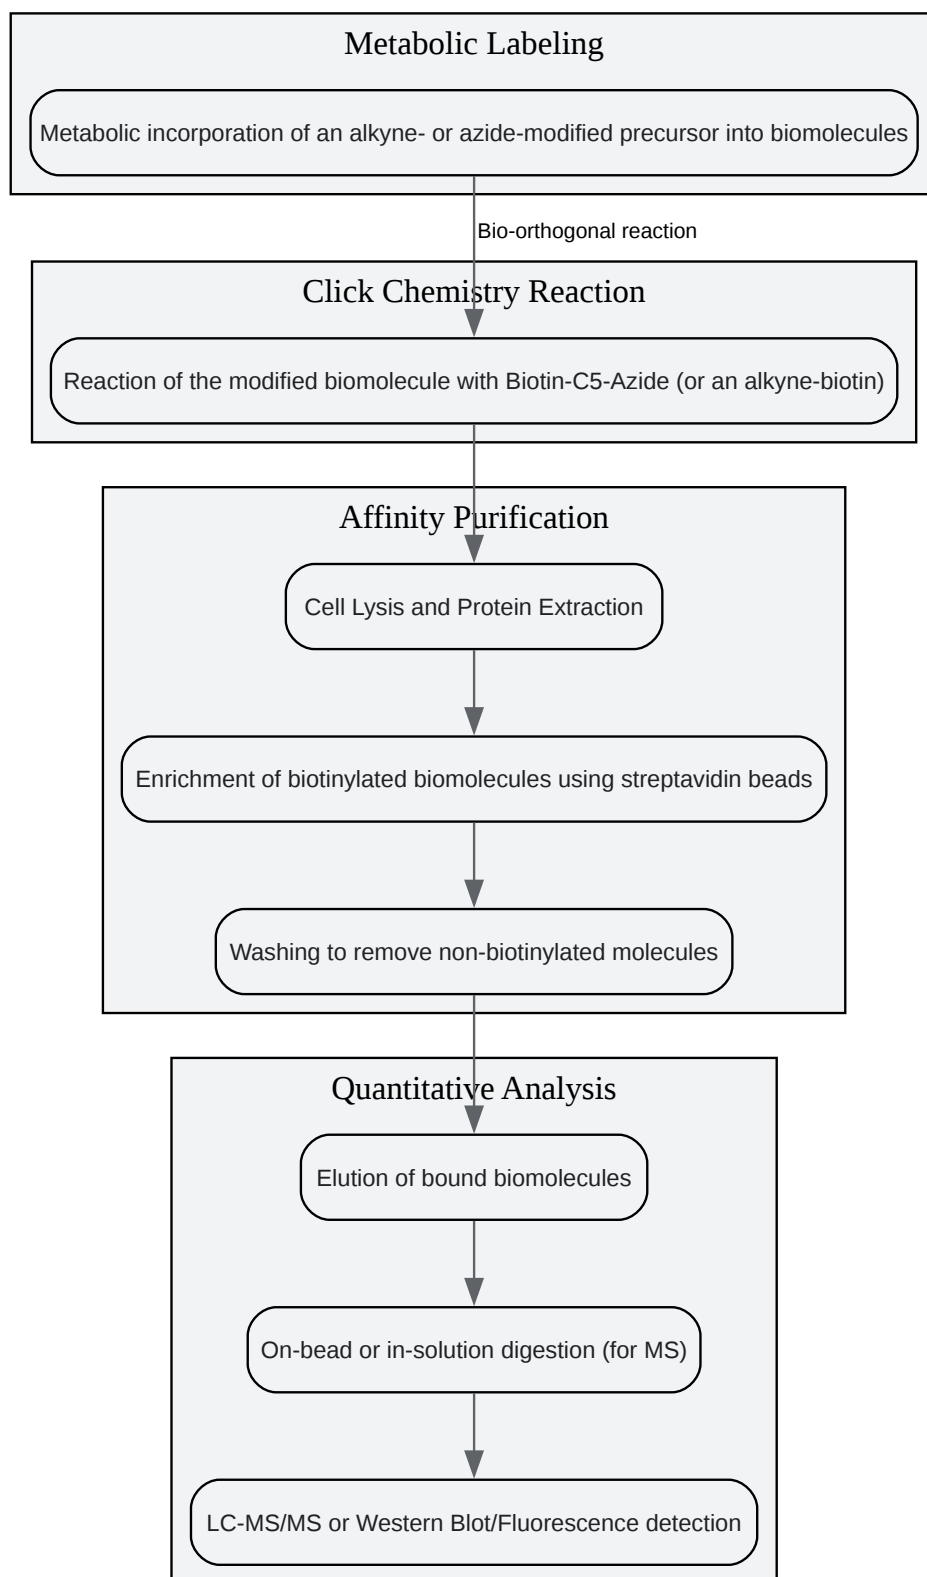 Metabolic Labeling
Metabolic incorporation of an alkyne- or azide-modified precursor into biomolecules
Bio-orthogonal reaction
Click Chemistry Reaction
Reaction of the modified biomolecule with Biotin-C5-Azide (or an alkyne-biotin)
Affinity Purification
Cell Lysis and Protein Extraction
Enrichment of biotinylated biomolecules using streptavidin beads
Washing to remove non-biotinylated molecules
Quantitative Analysis
Elution of bound biomolecules
On-bead or in-solution digestion (for MS)
LC-MS/MS or Western Blot/Fluorescence detection